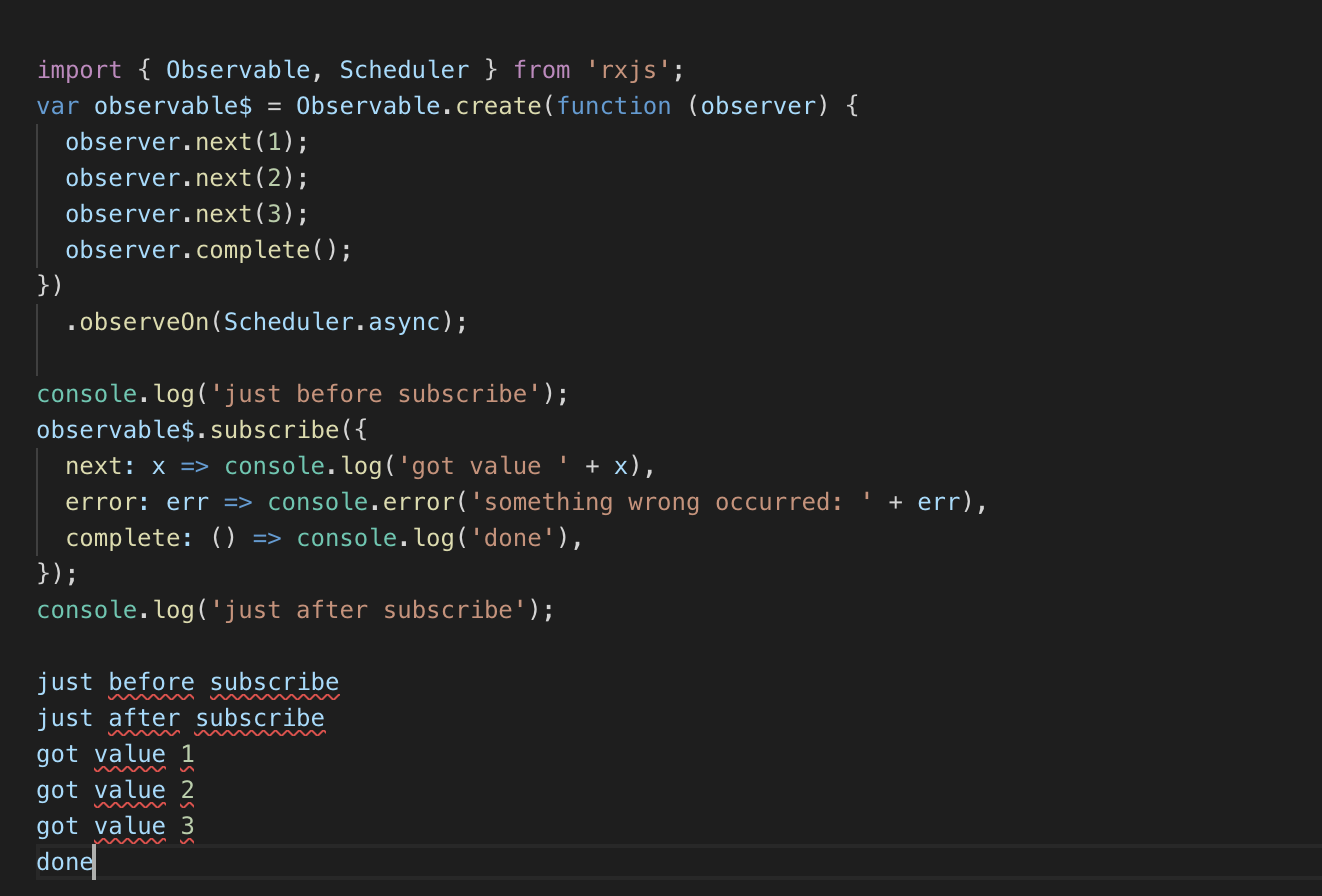 import { Observable, Scheduler } from 'rxjs';
var observable$ = Observable.create(function (observer) {
  observer.next(1);
  observer.next(2);
  observer.next(3);
  observer.complete();
})
  .observeOn(Scheduler.async);

console.log('just before subscribe');
observable$.subscribe({
  next: x => console.log('got value ' + x),
  error: err => console.error('something wrong occurred: ' + err),
  complete: () => console.log('done'),
});
console.log('just after subscribe');

just before subscribe
just after subscribe
got value 1
got value 2
got value 3
done